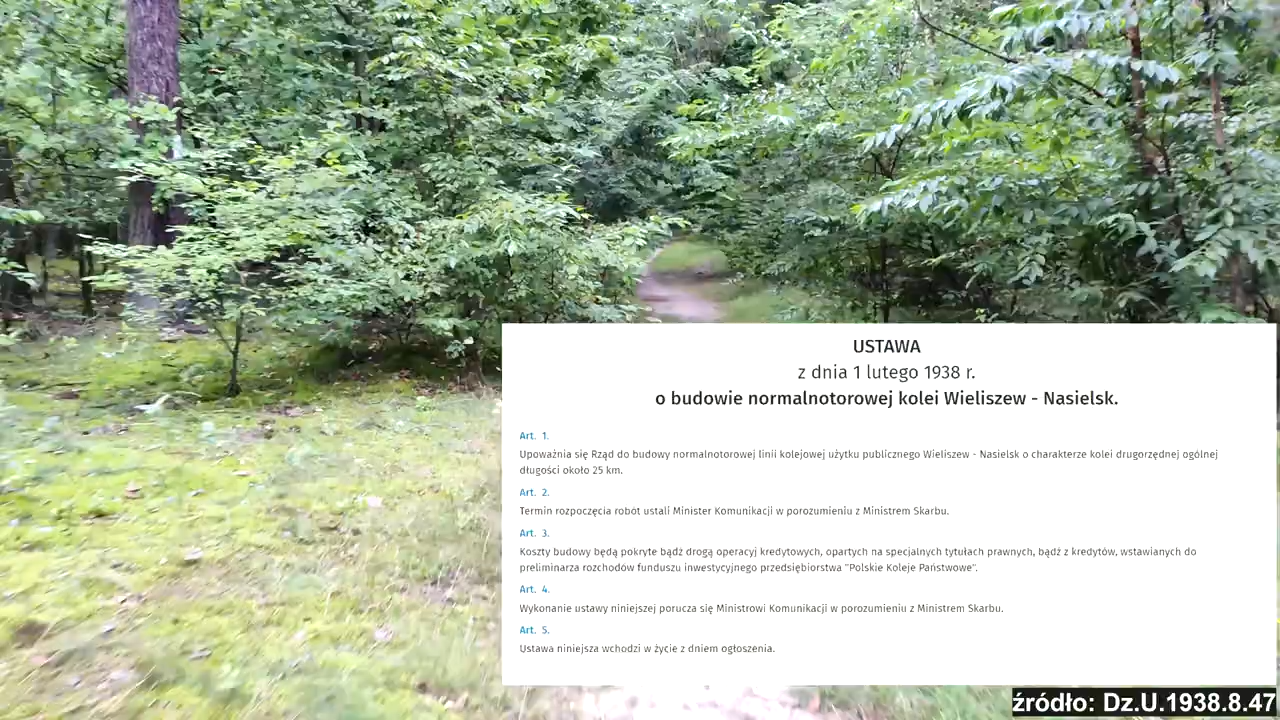 USTAWA
z dnia 1 lutego 1938 r.
o budowie normalnotorowej kolei Wieliszew - Nasielsk.
Art. 1.
Upoważnia się Rząd do budowy normalnotorowej linii kolejowej użytku publicznego Wieliszew - Nasielsk o charakterze kolei drugorzędnej ogólnej
długości około 25 km.
Art. 2.
Termin rozpoczęcia robót ustali Minister Komunikacji w porozumieniu z Ministrem Skarbu.
Art. 3.
Koszty budowy będą pokryte bądź drogą operacyj kredytowych, opartych na specjalnych tytułach prawnych, bądź z kredytów, wstawianych do
preliminarza rozchodów funduszu inwestycyjnego przedsiębiorstwa "Polskie Koleje Państwowe".
Art. 4.
Wykonanie ustawy niniejszej porucza się Ministrowi Komunikacji w porozumieniu z Ministrem Skarbu.
Art. 5.
Ustawa niniejsza wchodzi w życie z dniem ogłoszenia.
źródło: Dz.U.1938.8.47